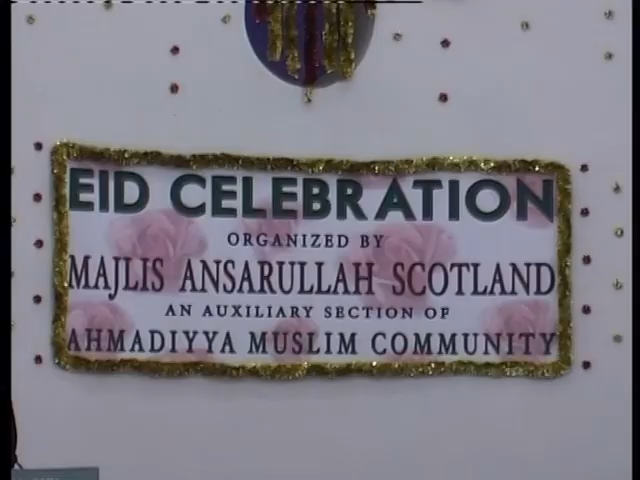 EID CELEBRATION
ORGANIZED BY
MAJLIS ANSARULLAH SCOTLAND
AN AUXILIARY SECTION OF
AHMADIYYA MUSLIM COMMUNITY